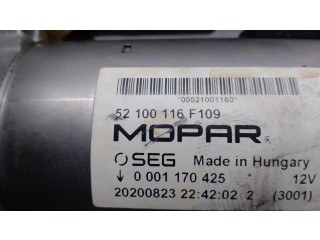 *00521001160*
52 100 116 F109
MOPAR®
SEG Made in Hungary
0 001 170 425 12V
20200823 22:42:02 2 (3001)